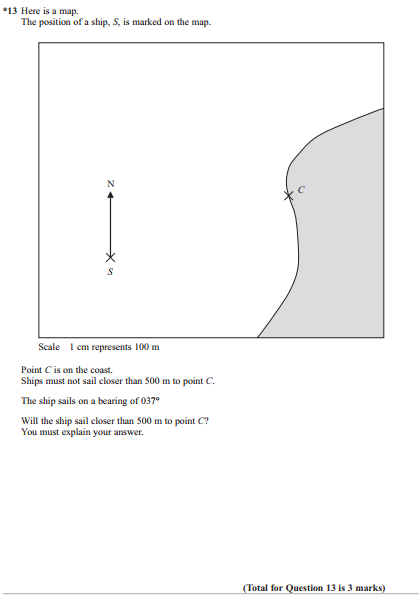 *13 Here is a map.
The position of a ship, S, is marked on the map.
N
C
S
Scale 1 cm represents 100 m
Point C is on the coast.
Ships must not sail closer than 500 m to point C.
The ship sails on a bearing of 037°
Will the ship sail closer than 500 m to point C?
You must explain your answer.
(Total for Question 13 is 3 marks)